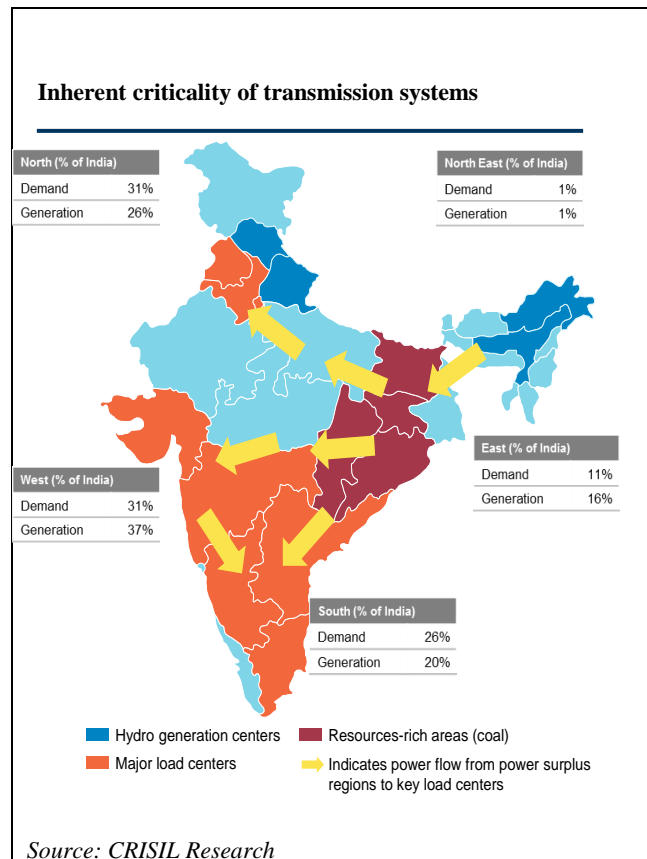 Inherent criticality of transmission systems
North (% of India)
Demand 31%
Generation 26%
North East (% of India)
Demand 1%
Generation 1%
East (% of India)
Demand 11%
Generation 16%
West (% of India)
Demand 31%
Generation 37%
South (% of India)
Demand 26%
Generation 20%
Hydro generation centers
Resources-rich areas (coal)
Major load centers
Indicates power flow from power surplus
regions to key load centers
Source: CRISIL Research